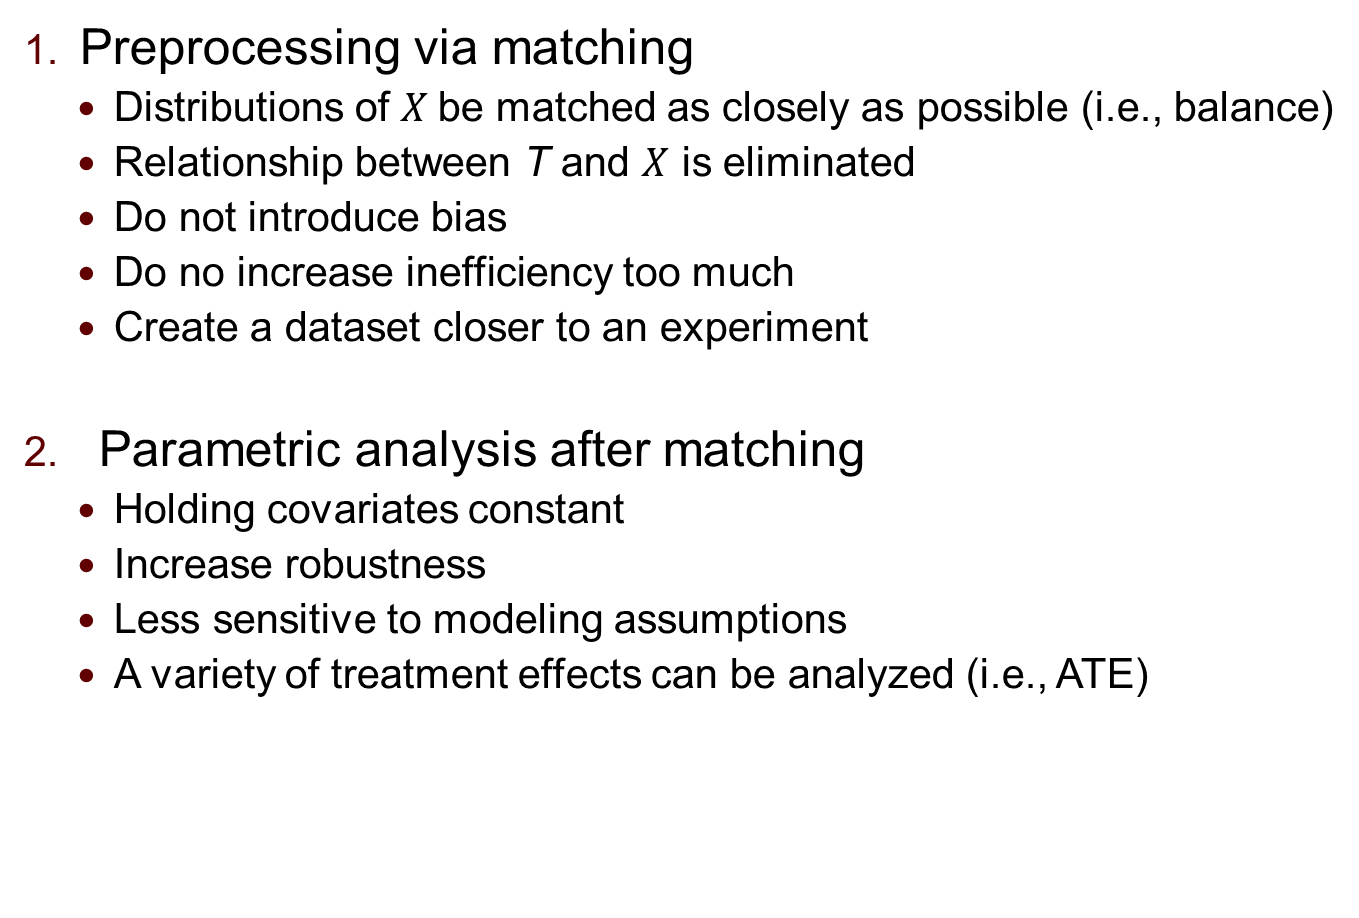 1. Preprocessing via matching
• Distributions of X be matched as closely as possible (i.e., balance)
• Relationship between T and X is eliminated
• Do not introduce bias
• Do no increase inefficiency too much
• Create a dataset closer to an experiment
2. Parametric analysis after matching
• Holding covariates constant
• Increase robustness
• Less sensitive to modeling assumptions
• A variety of treatment effects can be analyzed (i.e., ATE)